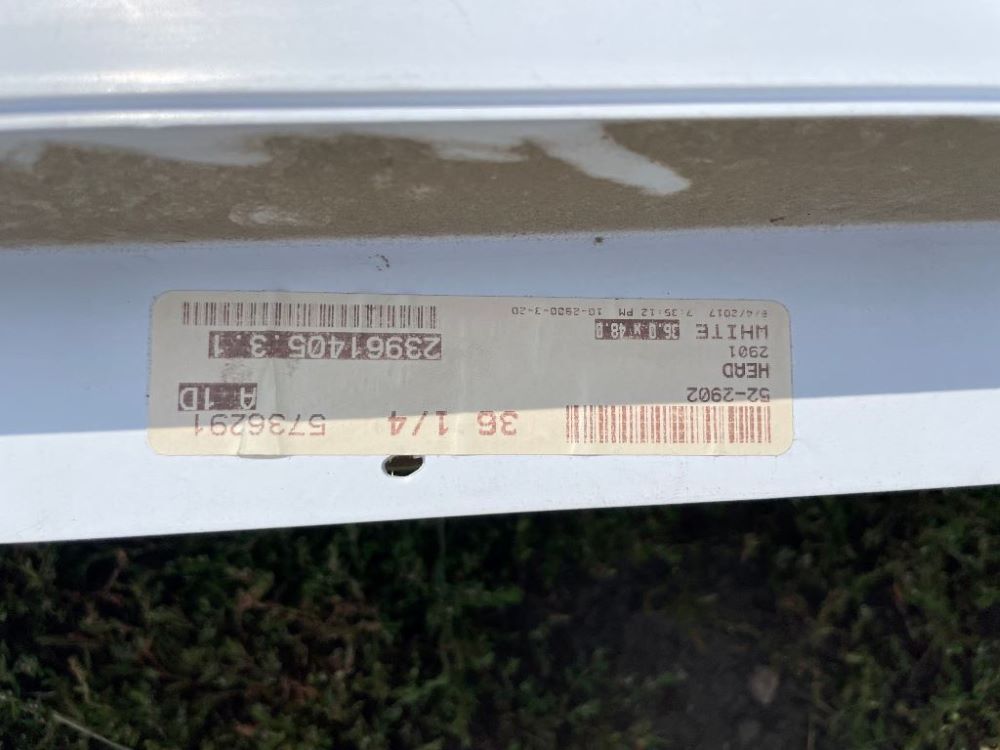 5736291 36 1/4
A 1D
52-2902
HEAD
2901
23961405.3.1
WHITE 36.0 x 48.0
8/4/2017 7:35:12 PM 10-2900-3-20